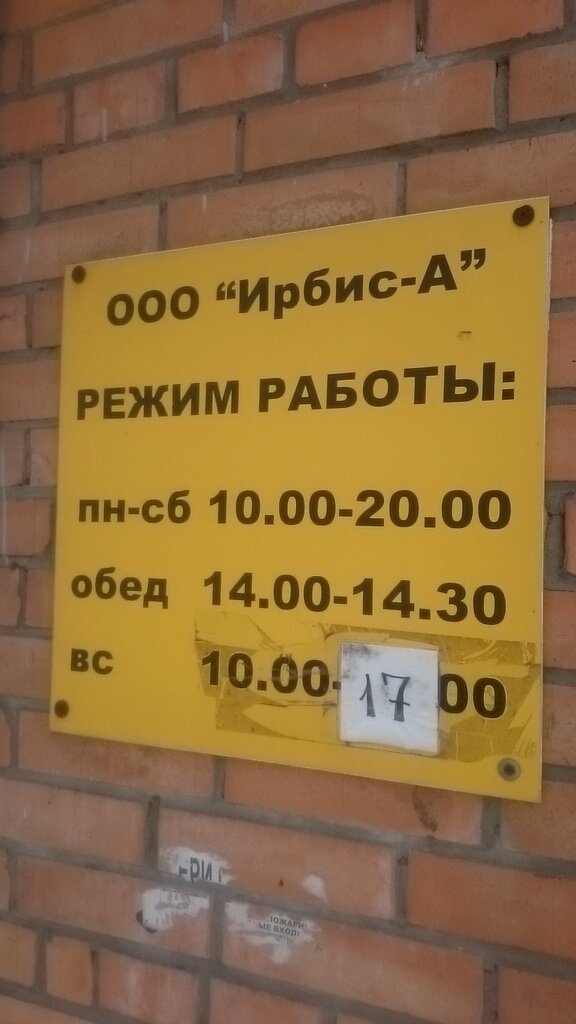 ООО “Ирбис-А”
РЕЖИМ РАБОТЫ:
пн-сб 10.00-20.00
обед 14.00-14.30
вс 10.00-17.00